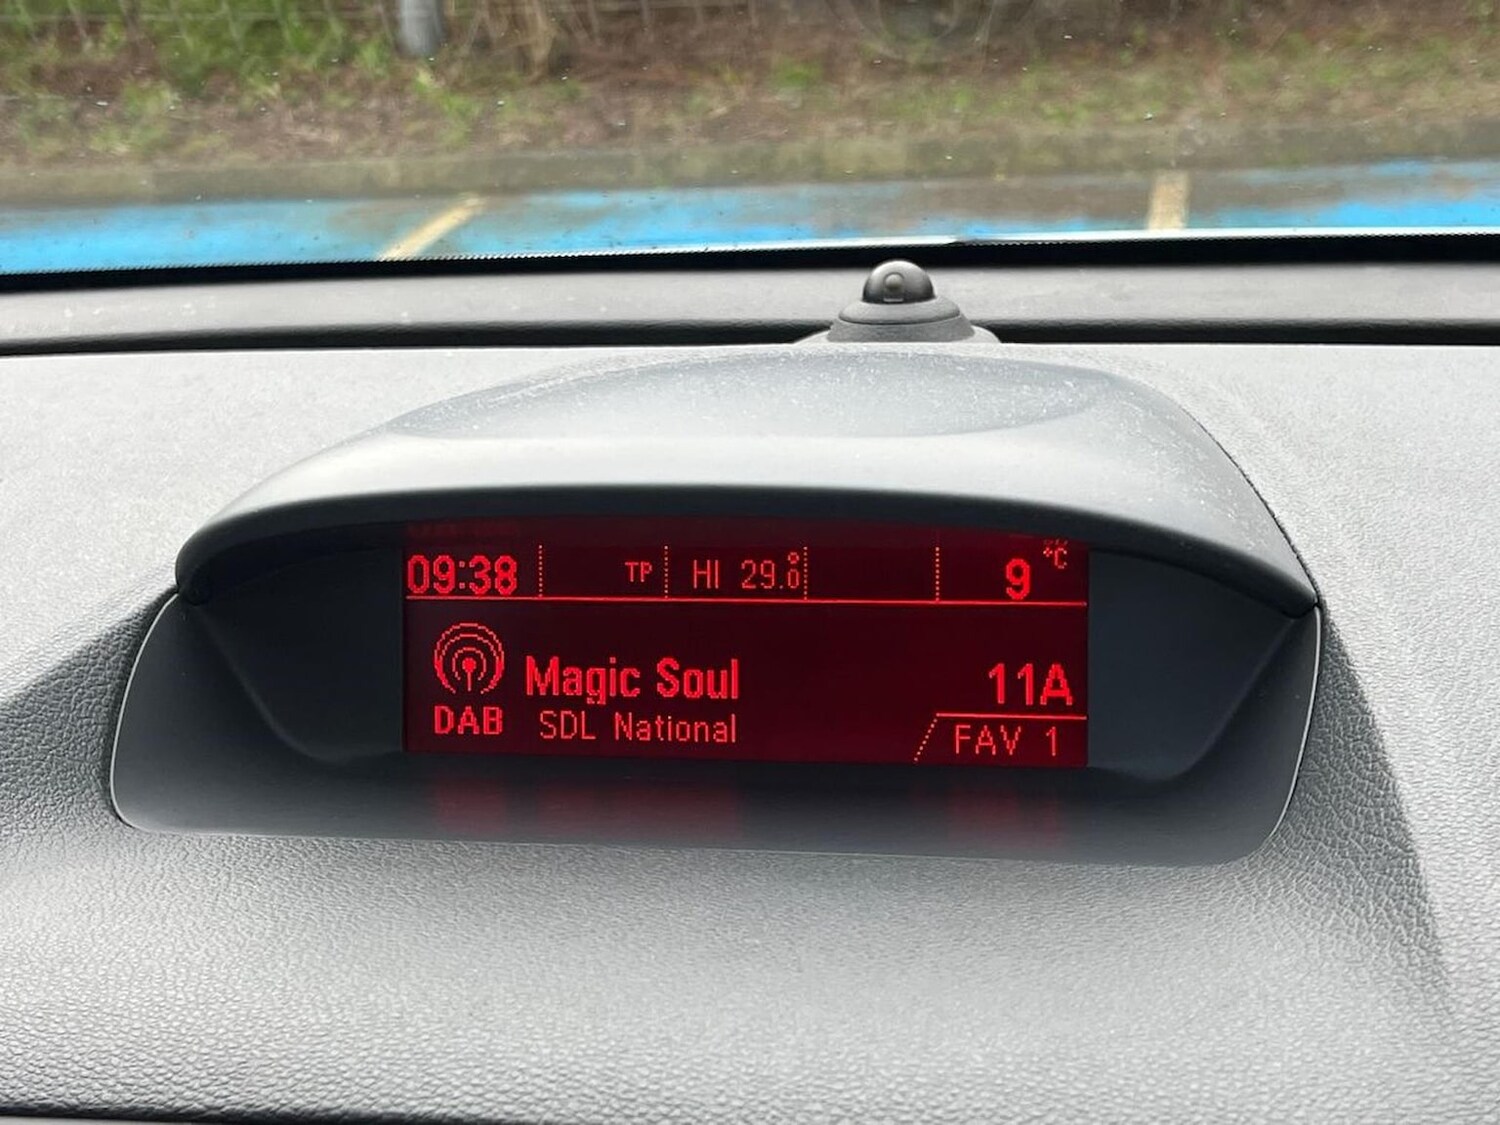 09:38 TP HI 29.0° 9 °C
Magic Soul 11A
DAB SDL National FAV 1